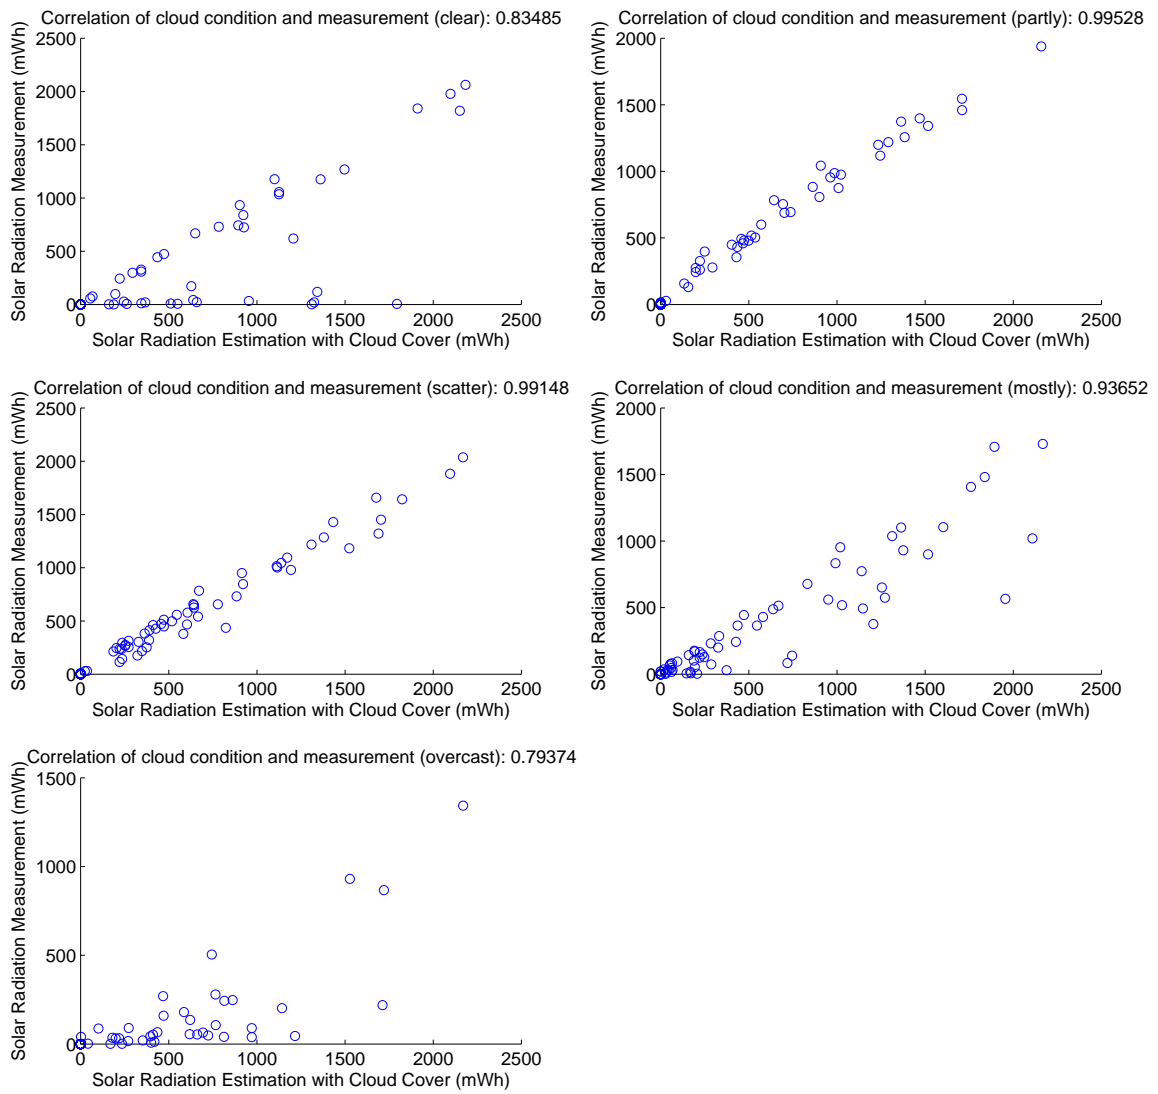 Correlation of cloud condition and measurement (clear): 0.83485
2500
2000
1500
1000
500
0
0 500 1000 1500 2000 2500
Solar Radiation Measurement (mWh)
Solar Radiation Estimation with Cloud Cover (mWh)
Correlation of cloud condition and measurement (partly): 0.99528
2000
1500
1000
500
0
0 500 1000 1500 2000 2500
Solar Radiation Measurement (mWh)
Solar Radiation Estimation with Cloud Cover (mWh)
Correlation of cloud condition and measurement (scatter): 0.99148
2500
2000
1500
1000
500
0
0 500 1000 1500 2000 2500
Solar Radiation Measurement (mWh)
Solar Radiation Estimation with Cloud Cover (mWh)
Correlation of cloud condition and measurement (mostly): 0.93652
2000
1500
1000
500
0
0 500 1000 1500 2000 2500
Solar Radiation Measurement (mWh)
Solar Radiation Estimation with Cloud Cover (mWh)
Correlation of cloud condition and measurement (overcast): 0.79374
1500
1000
500
0
0 500 1000 1500 2000 2500
Solar Radiation Measurement (mWh)
Solar Radiation Estimation with Cloud Cover (mWh)